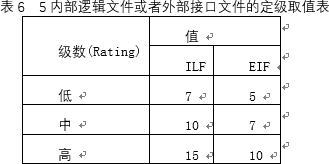 表6 5内部逻辑文件或者外部接口文件的定级取值表
级数(Rating) 值
ILF EIF
低 7 5
中 10 7
高 15 10